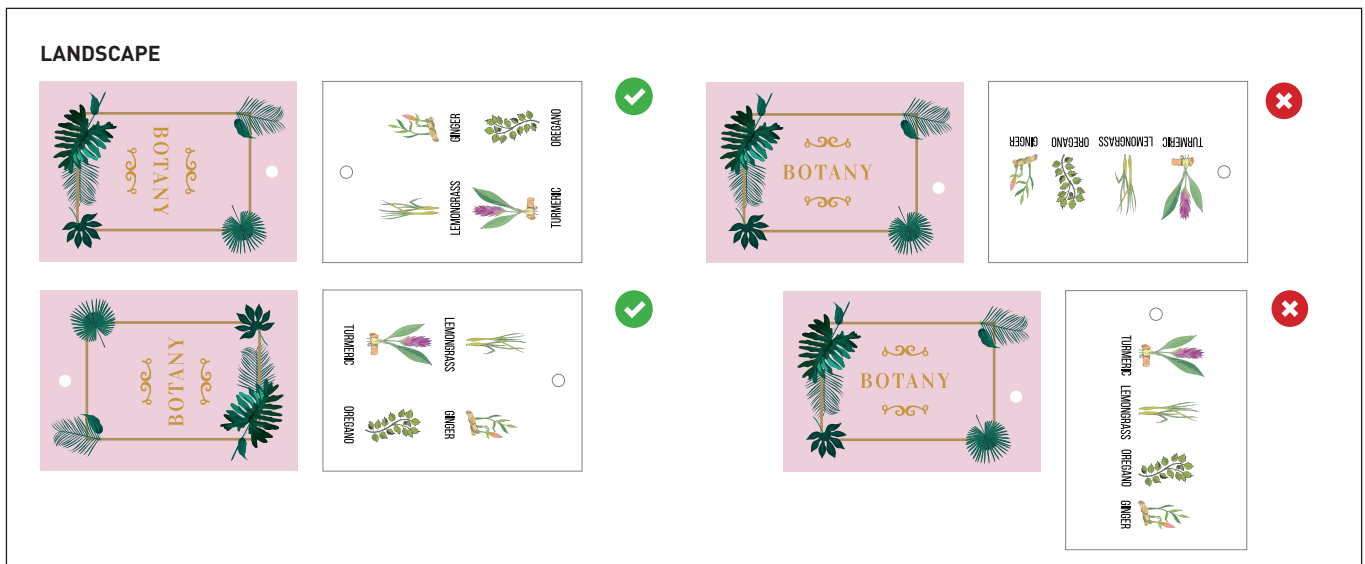 LANDSCAPE
BOTANY
GINGER
OREGANO
LEMONGRASS
TURMERIC
BOTANY
GINGER
OREGANO
LEMONGRASS
TURMERIC
BOTANY
TURMERIC
LEMONGRASS
OREGANO
GINGER
BOTANY
TURMERIC
LEMONGRASS
OREGANO
GINGER